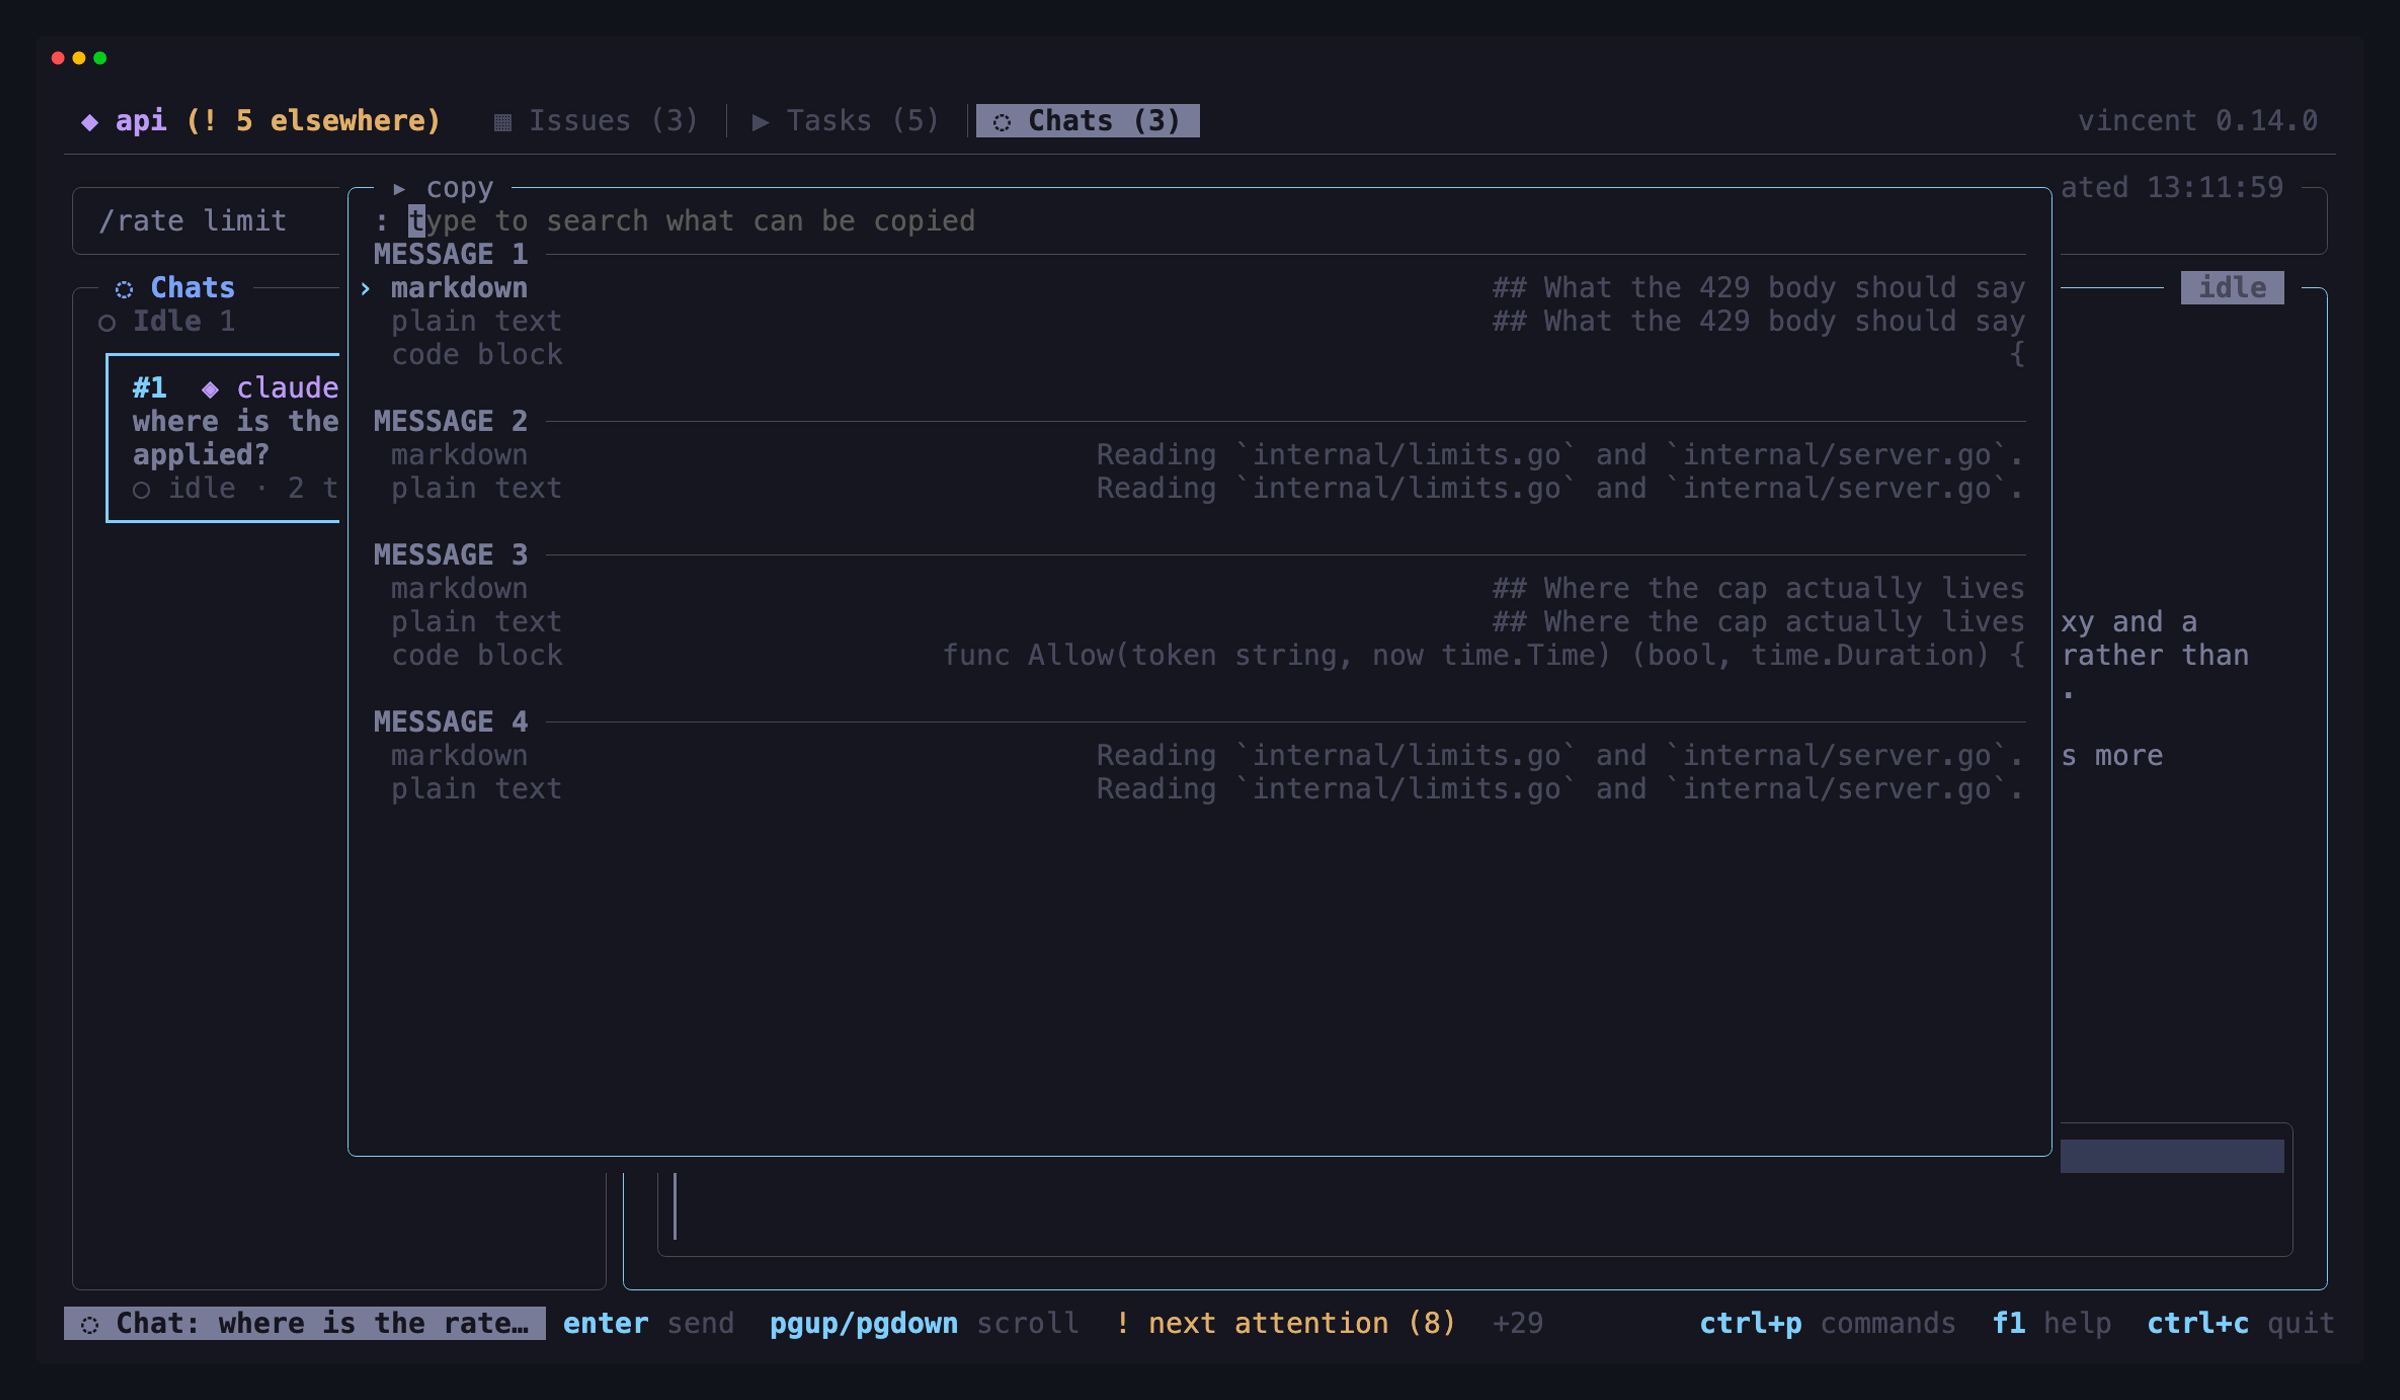 ◆ api (! 5 elsewhere) ▦ Issues (3) ▶ Tasks (5) ◌ Chats (3) vincent 0.14.0
▸ copy ated 13:11:59
/rate limit : type to search what can be copied
MESSAGE 1
◌ Chats › markdown ## What the 429 body should say idle
○ Idle 1 plain text ## What the 429 body should say
code block {
#1 ◈ claude
where is the MESSAGE 2
applied? markdown Reading `internal/limits.go` and `internal/server.go`.
○ idle · 2 t plain text Reading `internal/limits.go` and `internal/server.go`.
MESSAGE 3
markdown ## Where the cap actually lives
plain text ## Where the cap actually lives xy and a
code block func Allow(token string, now time.Time) (bool, time.Duration) { rather than
.
MESSAGE 4
markdown Reading `internal/limits.go` and `internal/server.go`. s more
plain text Reading `internal/limits.go` and `internal/server.go`.
◌ Chat: where is the rate… enter send pgup/pgdown scroll ! next attention (8) +29 ctrl+p commands f1 help ctrl+c quit